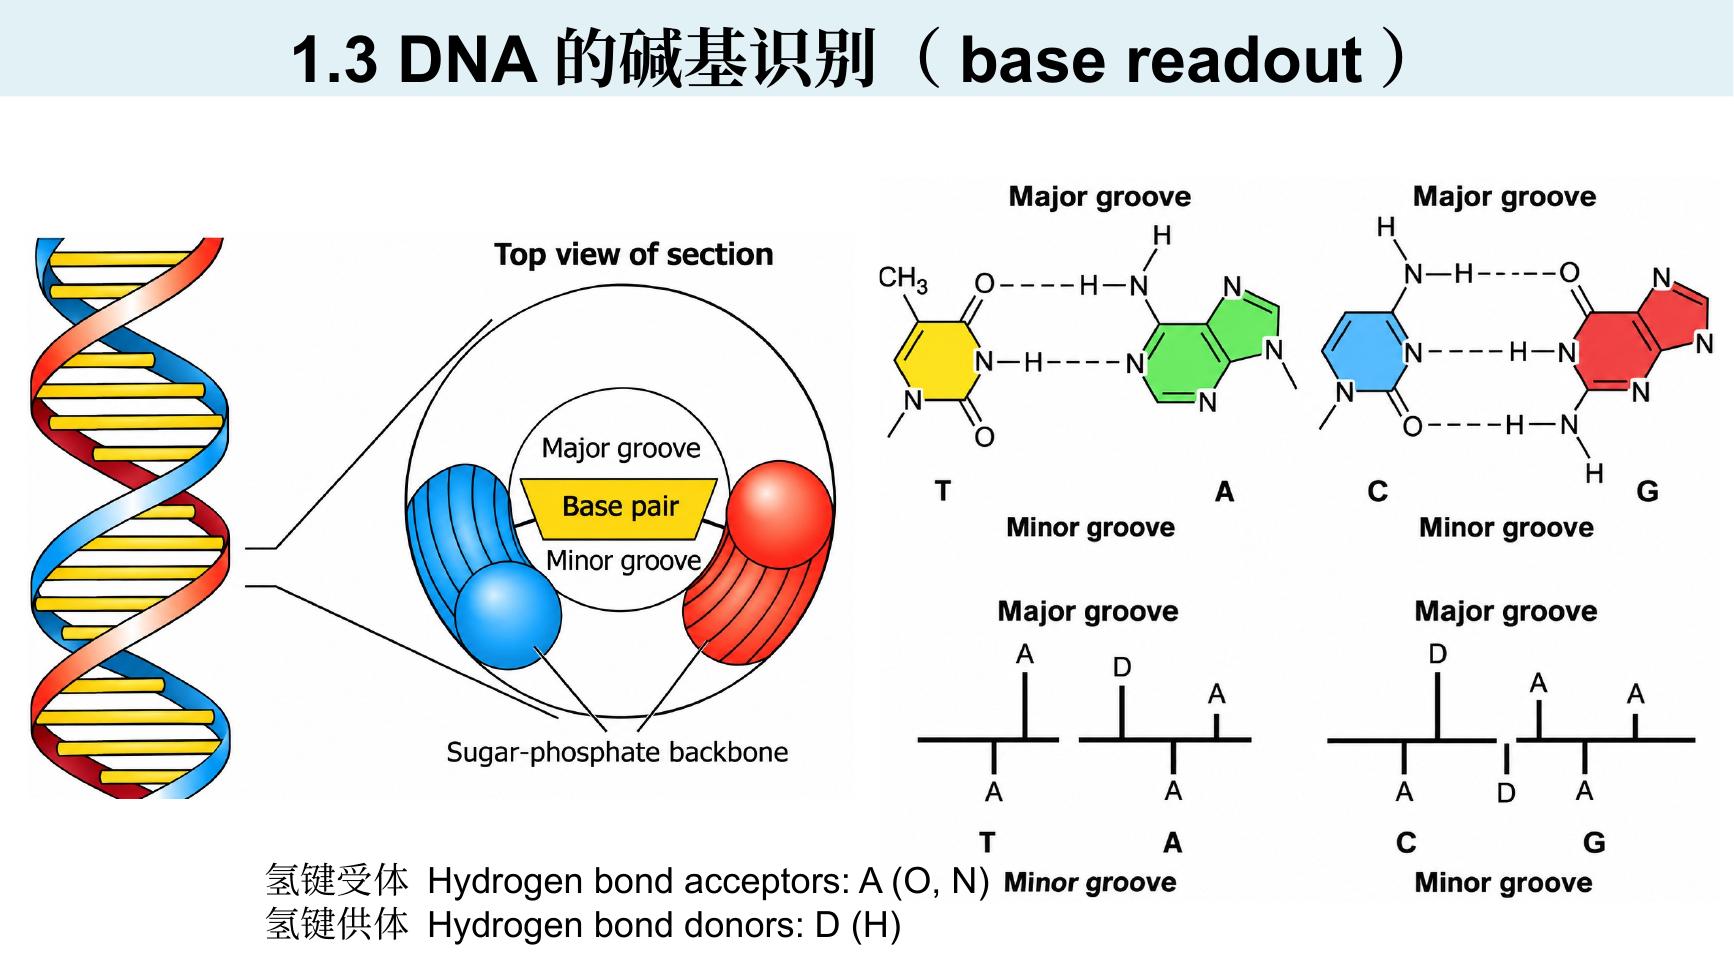 1.3 DNA 的碱基识别（base readout）
Top view of section
Major groove
Base pair
Minor groove
Sugar-phosphate backbone
Major groove
Major groove
H
CH3
O
H
N
N
N
H
N
N
N
N
O
H
N
H
O
N
N
H
N
N
N
N
O
H
N
H
T
A
C
G
Minor groove
Minor groove
Major groove
Major groove
A
D
A
D
A
A
A
A
A
D
A
T
A
C
G
Minor groove
Minor groove
氢键受体 Hydrogen bond acceptors: A (O, N)
氢键供体 Hydrogen bond donors: D (H)